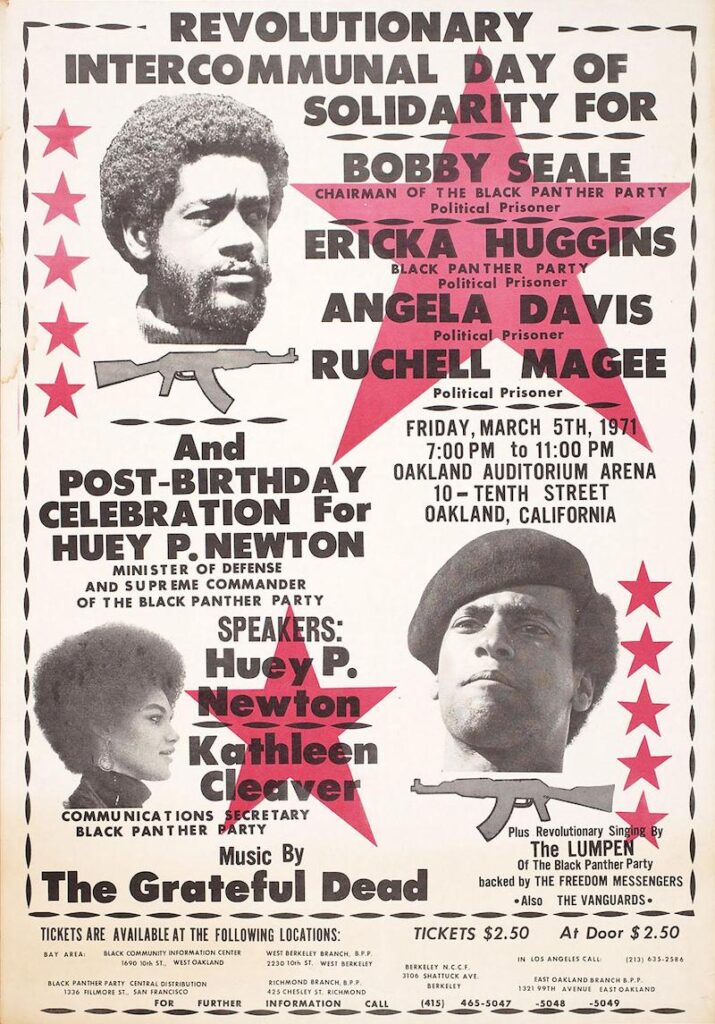 REVOLUTIONARY
INTERCOMMUNAL DAY OF
SOLIDARITY FOR
BOBBY SEALE
CHAIRMAN OF THE BLACK PANTHER PARTY
Political Prisoner
ERICKA HUGGINS
BLACK PANTHER PARTY
Political Prisoner
ANGELA DAVIS
Political Prisoner
RUCHELL MAGEE
Political Prisoner
FRIDAY, MARCH 5TH, 1971
7:00 PM to 11:00 PM
OAKLAND AUDITORIUM ARENA
10-TENTH STREET
OAKLAND, CALIFORNIA
And
POST-BIRTHDAY
CELEBRATION For
HUEY P. NEWTON
MINISTER OF DEFENSE
AND SUPREME COMMANDER
OF THE BLACK PANTHER PARTY
SPEAKERS:
Huey P.
Newton
Kathleen
Cleaver
COMMUNICATIONS SECRETARY
BLACK PANTHER PARTY
Music By
The Grateful Dead
Plus Revolutionary Singing By
The LUMPEN
Of The Black Panther Party
backed by THE FREEDOM MESSENGERS
•Also THE VANGUARDS•
TICKETS ARE AVAILABLE AT THE FOLLOWING LOCATIONS:
TICKETS $2.50 At Door $2.50
BAY AREA:
BLACK COMMUNITY INFORMATION CENTER
1690 10th ST., WEST OAKLAND
WEST BERKELEY BRANCH, B.P.P.
2230 10th ST. WEST BERKELEY
BERKELEY N.C.C.F.
3106 SHATTUCK AVE.
BERKELEY
IN LOS ANGELES CALL: (213) 635-2586
BLACK PANTHER PARTY CENTRAL DISTRIBUTION
1336 FILLMORE ST., SAN FRANCISCO
RICHMOND BRANCH, B.P.P.
425 CHESLEY ST. RICHMOND
EAST OAKLAND BRANCH B.P.P.
1321 99TH AVENUE EAST OAKLAND
FOR FURTHER INFORMATION CALL (415) 465-5047 -5048 -5049